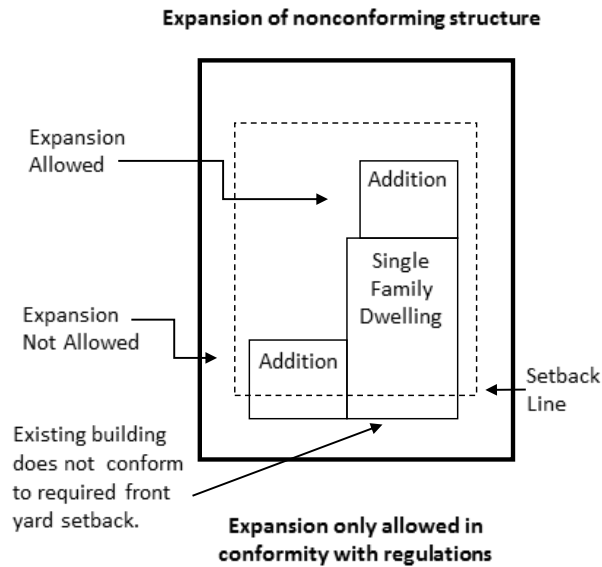 Expansion of nonconforming structure
Expansion
Allowed
Addition
Single
Family
Dwelling
Expansion
Not Allowed
Addition
Setback
Line
Existing building
does not conform
to required front
yard setback.
Expansion only allowed in
conformity with regulations